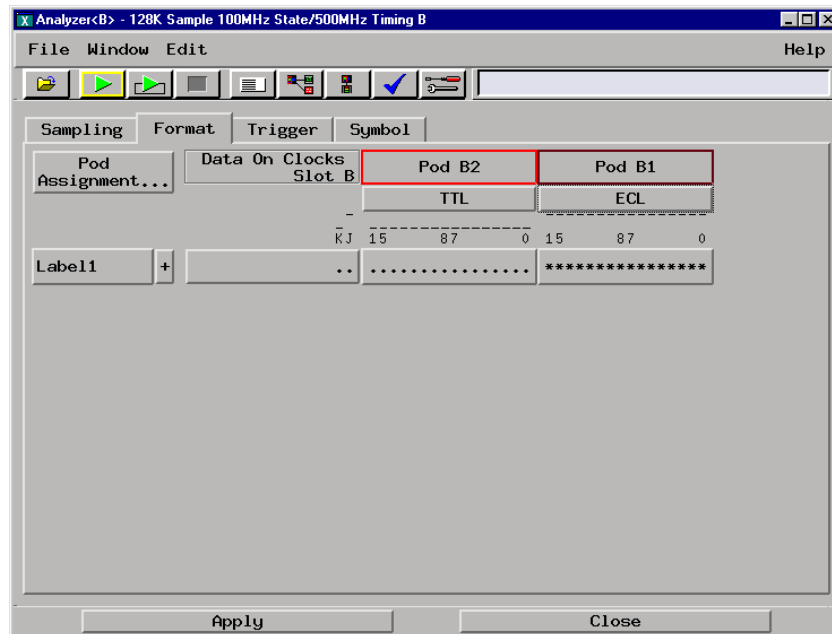 Analyzer<B> - 128K Sample 100MHz State/500MHz Timing B
File Window Edit Help
Sampling Format Trigger Symbol
Pod Assignment...
Data On Clocks
Slot B
Pod B2 Pod B1
TTL ECL
KJ 15 87 0 15 87 0
Label1 + .. ................ ****************
Apply Close